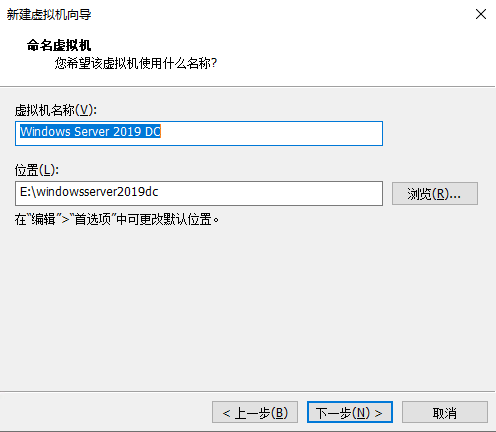 新建虚拟机向导
命名虚拟机
您希望该虚拟机使用什么名称?
虚拟机名称(V):
Windows Server 2019 DC
位置(L):
E:\windowsserver2019dc
浏览(R)...
在“编辑”>“首选项”中可更改默认位置。
< 上一步(B)
下一步(N) >
取消